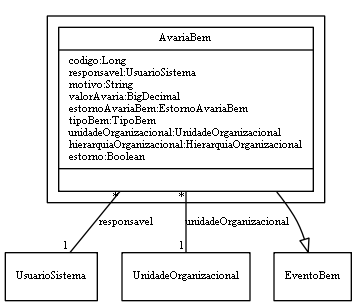 AvariaBem
codigo:Long
responsavel:UsuarioSistema
motivo:String
valorAvaria:BigDecimal
estornoAvariaBem:EstornoAvariaBem
tipoBem:TipoBem
unidadeOrganizacional:UnidadeOrganizacional
hierarquiaOrganizacional:HierarquiaOrganizacional
estorno:Boolean
* *
responsavel unidadeOrganizacional
1 1
UsuarioSistema UnidadeOrganizacional EventoBem